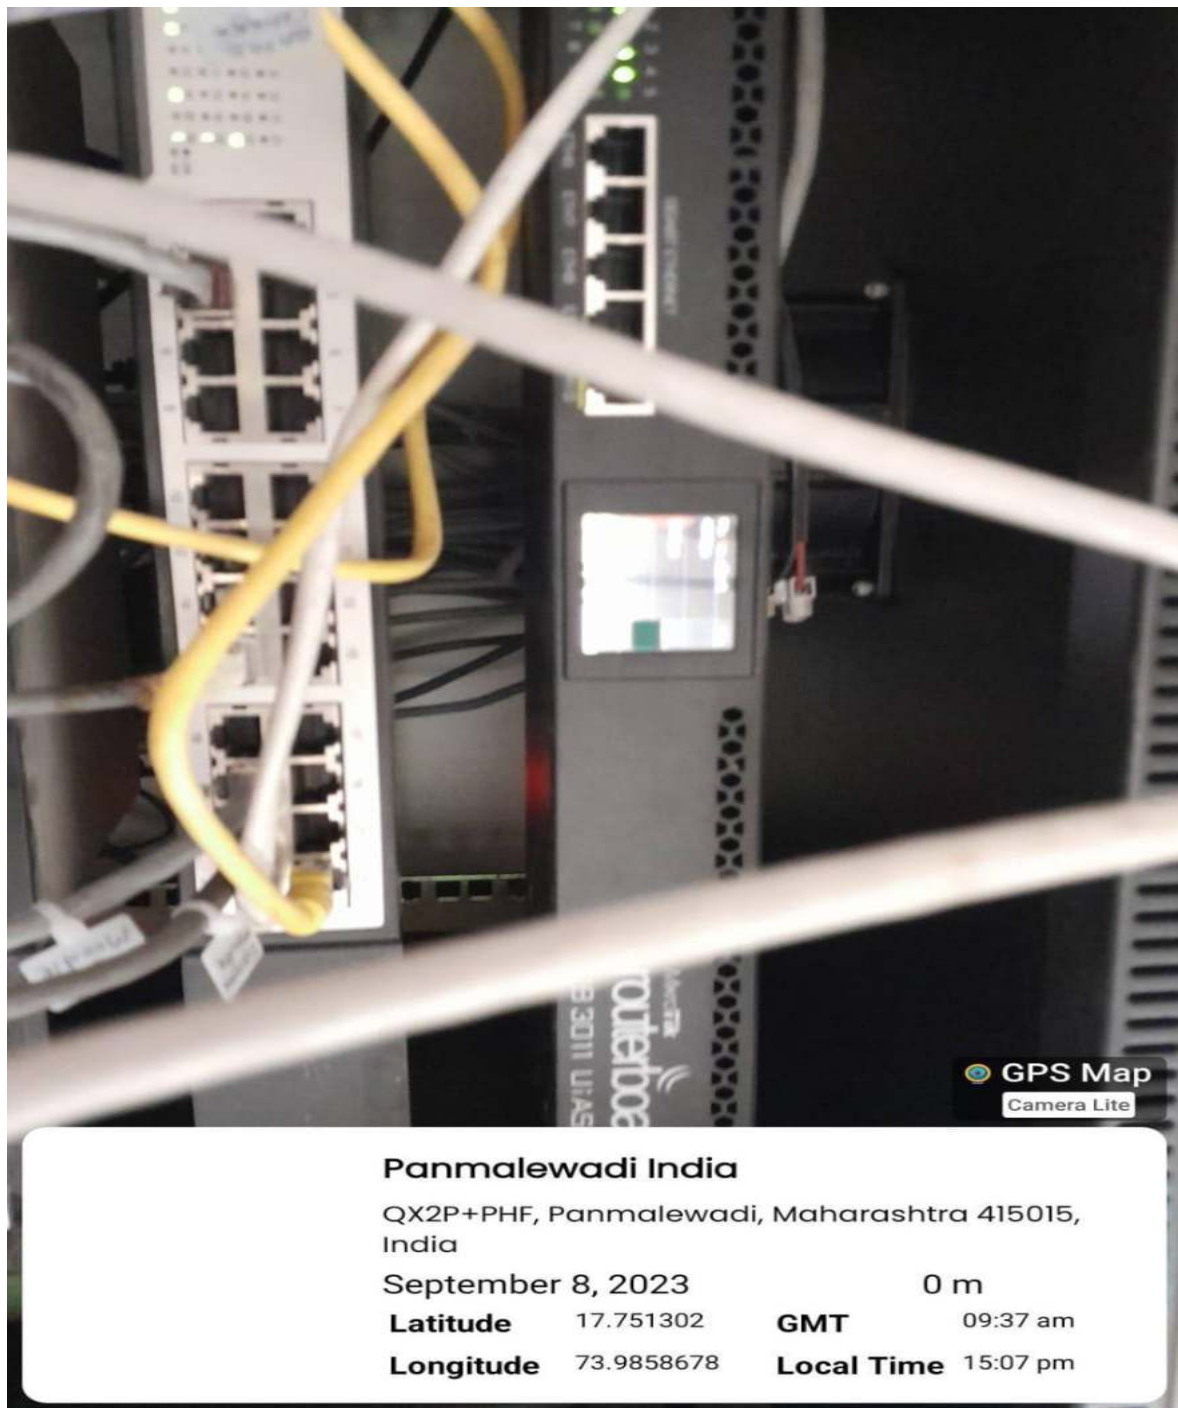 routerboa
B 3011 UiAS
GPS Map
Camera Lite
Panmalewadi India
QX2P+PHF, Panmalewadi, Maharashtra 415015,
India
September 8, 2023 0 m
Latitude 17.751302 GMT 09:37 am
Longitude 73.9858678 Local Time 15:07 pm